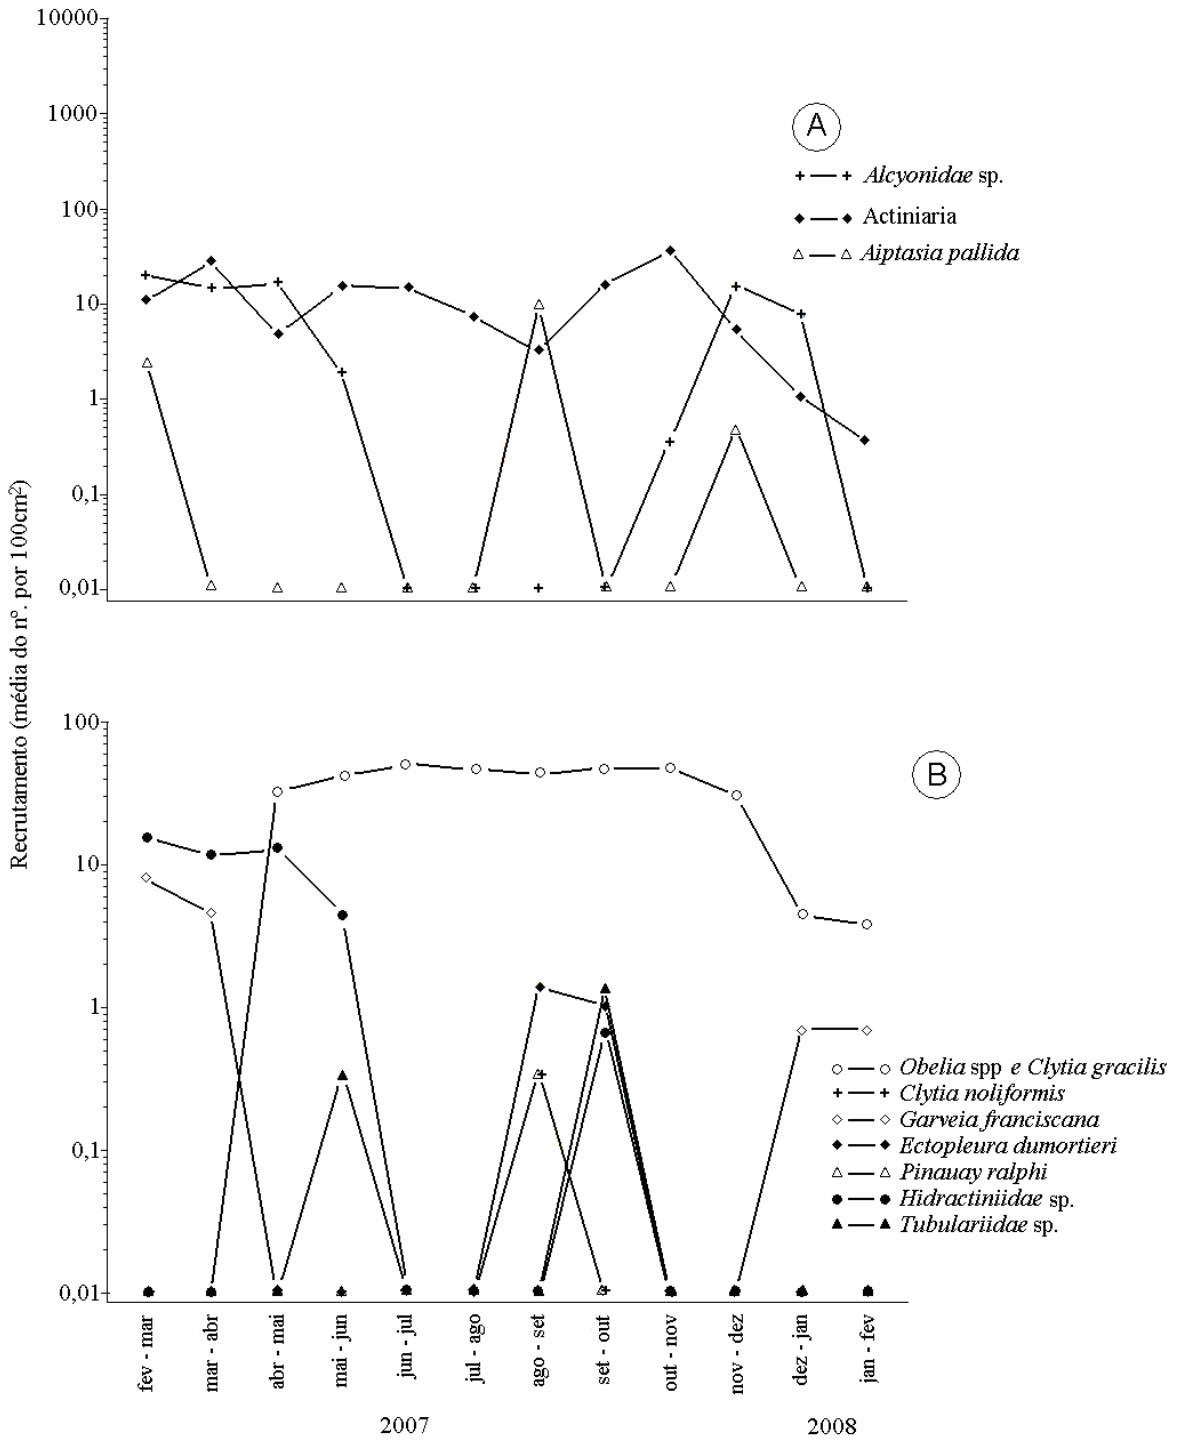 10000
1000
100
10
1
0,1
0,01
A
Alcyonidae sp.
Actiniaria
Aiptasia pallida
Recrutamento (média do nº. por 100cm²)
100
10
1
0,1
0,01
B
Obelia spp e Clytia gracilis
Clytia noliformis
Garveia franciscana
Ectopleura dumortieri
Pinauay ralphi
Hidractiniidae sp.
Tubulariidae sp.
fev - mar
mar - abr
abr - mai
mai - jun
jun - jul
jul - ago
ago - set
set - out
out - nov
nov - dez
dez - jan
jan - fev
2007
2008